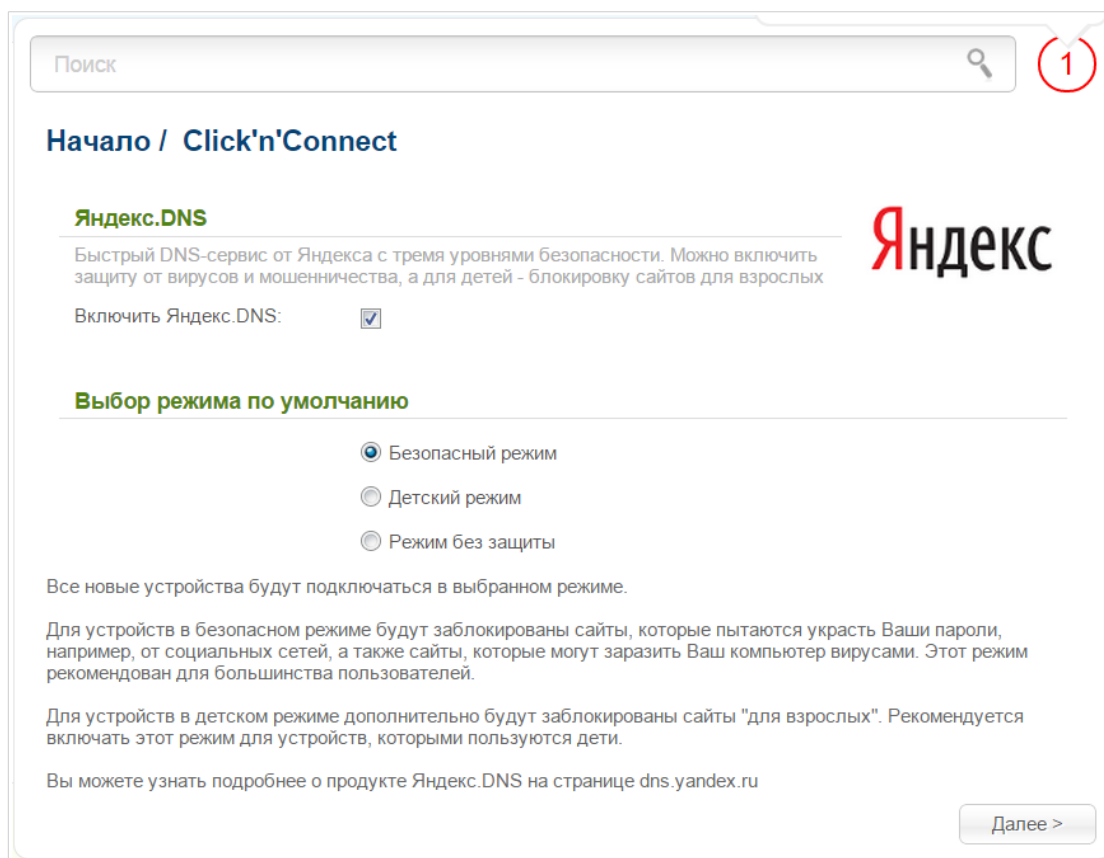 Поиск
1
Начало / Click'n'Connect
Яндекс.DNS
Яндекс
Быстрый DNS-сервис от Яндекса с тремя уровнями безопасности. Можно включить
защиту от вирусов и мошенничества, а для детей - блокировку сайтов для взрослых
Включить Яндекс.DNS:
Выбор режима по умолчанию
Безопасный режим
Детский режим
Режим без защиты
Все новые устройства будут подключаться в выбранном режиме.
Для устройств в безопасном режиме будут заблокированы сайты, которые пытаются украсть Ваши пароли,
например, от социальных сетей, а также сайты, которые могут заразить Ваш компьютер вирусами. Этот режим
рекомендован для большинства пользователей.
Для устройств в детском режиме дополнительно будут заблокированы сайты "для взрослых". Рекомендуется
включать этот режим для устройств, которыми пользуются дети.
Вы можете узнать подробнее о продукте Яндекс.DNS на странице dns.yandex.ru
Далее >